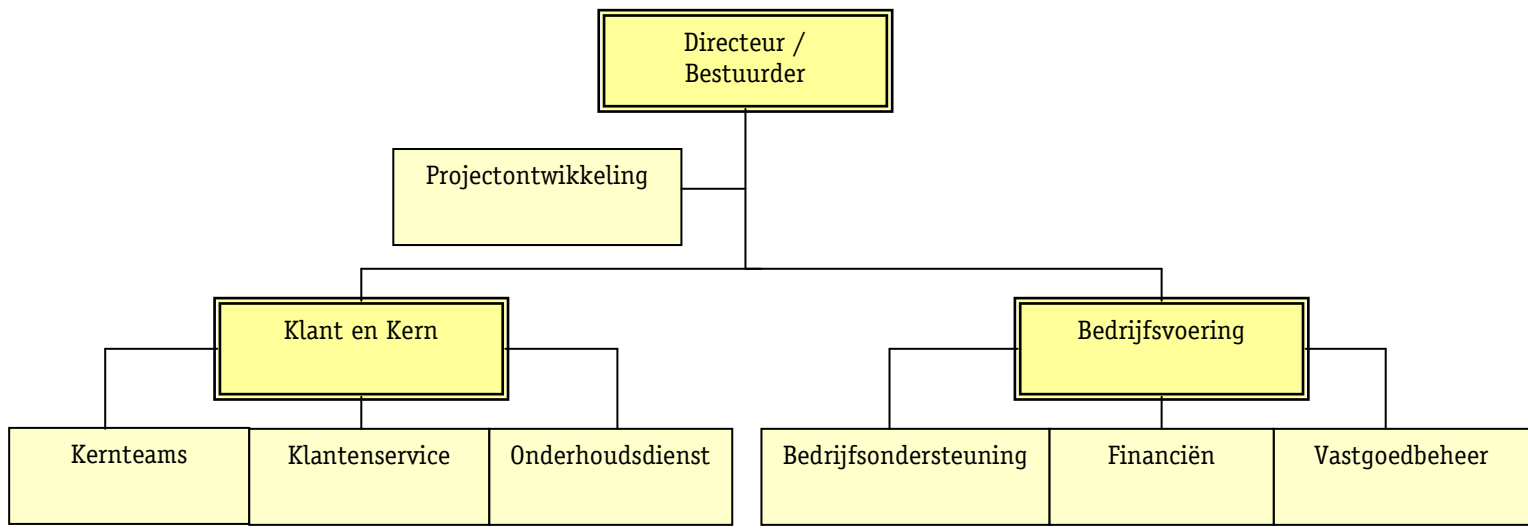 Directeur /
Bestuurder
Projectontwikkeling
Klant en Kern
Bedrijfsvoering
Kernteams
Klantenservice
Onderhoudsdienst
Bedrijfsondersteuning
Financiën
Vastgoedbeheer